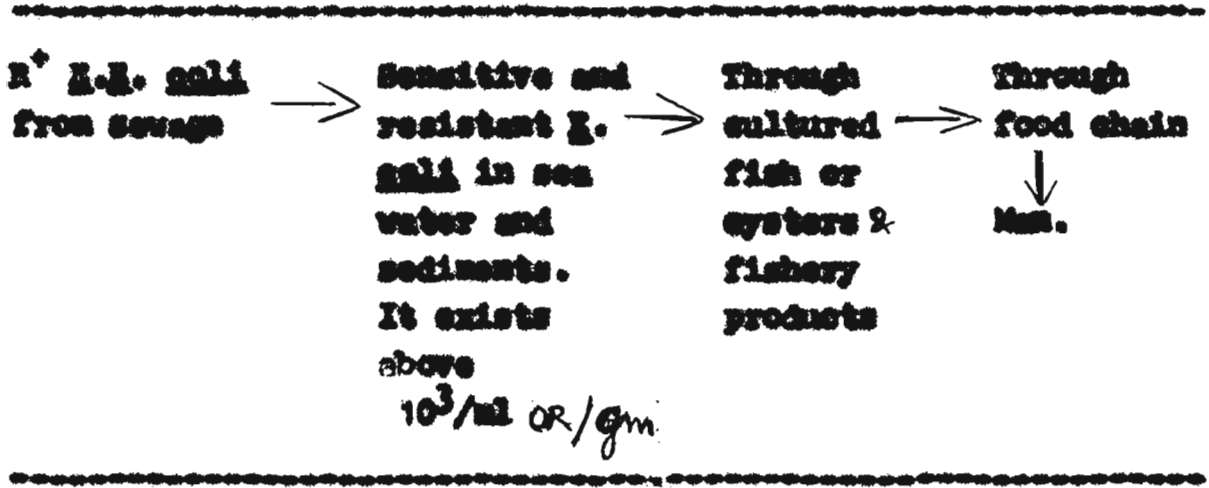 R⁺ coli
from sewage
Sensitive and
resistant E.
coli in sea
water and
sediments.
It exists
above
10³/ml OR/gm
Through
cultured
fish or
oysters &
fishery
products
Through
food chain
Man.